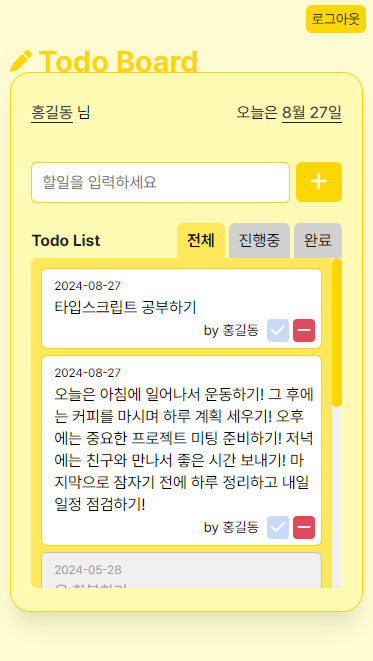 로그아웃
Todo Board
홍길동 님
오늘은 8월 27일
할일을 입력하세요
Todo List
전체
진행중
완료
2024-08-27
타입스크립트 공부하기
by 홍길동
2024-08-27
오늘은 아침에 일어나서 운동하기! 그 후에
는 커피를 마시며 하루 계획 세우기! 오후
에는 중요한 프로젝트 미팅 준비하기! 저녁
에는 친구와 만나서 좋은 시간 보내기! 마
지막으로 잠자기 전에 하루 정리하고 내일
일정 점검하기!
by 홍길동
2024-05-28